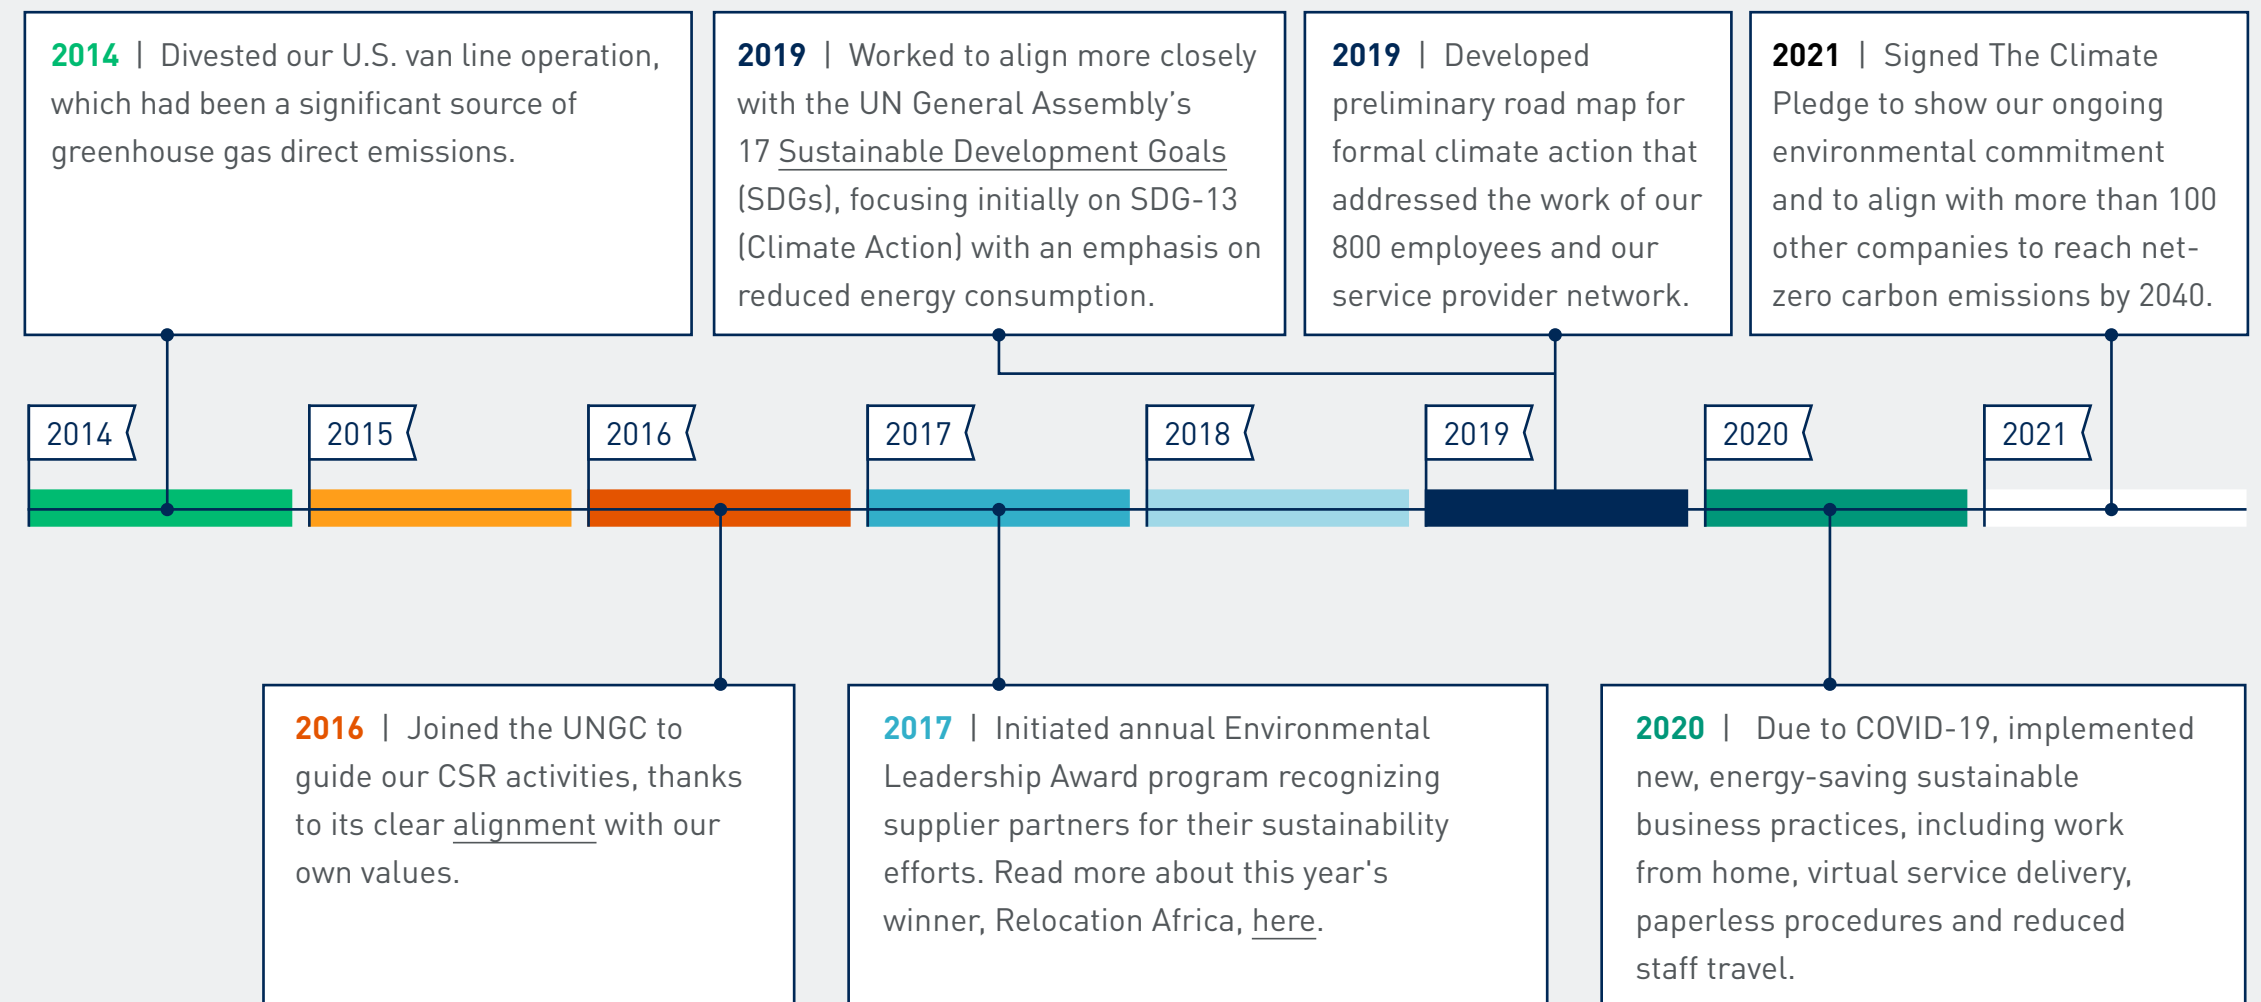 2014 | Divested our U.S. van line operation,
which had been a significant source of
greenhouse gas direct emissions.
2019 | Worked to align more closely
with the UN General Assembly’s
17 Sustainable Development Goals
(SDGs), focusing initially on SDG-13
(Climate Action) with an emphasis on
reduced energy consumption.
2019 | Developed
preliminary road map for
formal climate action that
addressed the work of our
800 employees and our
service provider network.
2021 | Signed The Climate
Pledge to show our ongoing
environmental commitment
and to align with more than 100
other companies to reach net-
zero carbon emissions by 2040.
2014
2015
2016
2017
2018
2019
2020
2021
2016 | Joined the UNGC to
guide our CSR activities, thanks
to its clear alignment with our
own values.
2017 | Initiated annual Environmental
Leadership Award program recognizing
supplier partners for their sustainability
efforts. Read more about this year's
winner, Relocation Africa, here.
2020 | Due to COVID-19, implemented
new, energy-saving sustainable
business practices, including work
from home, virtual service delivery,
paperless procedures and reduced
staff travel.